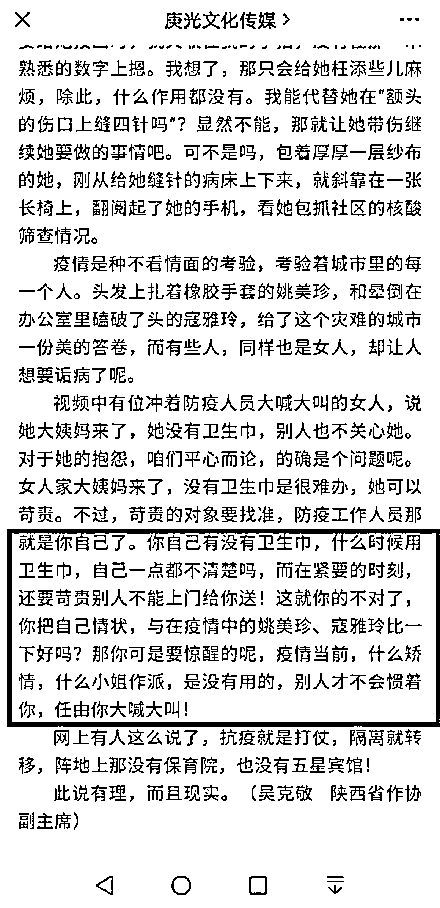 庚光文化传媒
熟悉的数字上摁。我想了，那只会给她枉添些儿麻
烦，除此，什么作用都没有。我能代替她在"额头
的伤口上缝四针吗"？显然不能，那就让她带伤继
续她要做的事情吧。可不是吗，包着厚厚一层纱布
的她，刚从给她缝针的病床上下来，就斜靠在一张
长椅上，翻阅起了她的手机，看她包抓社区的核酸
筛查情况。
疫情是种不看情面的考验，考验着城市里的每
一个人。头发上扎着橡胶手套的姚美珍，和晕倒在
办公室里磕破了头的寇雅玲，给了这个灾难的城市
一份美的答卷，而有些人，同样也是女人，却让人
想要诟病了呢。
视频中有位冲着防疫人员大喊大叫的女人，说
她大姨妈来了，她没有卫生巾，别人也不关心她。
对于她的抱怨，咱们平心而论，的确是个问题呢。
女人家大姨妈来了，没有卫生巾是很难办，她可以
苛责。不过，苛责的对象要找准，防疫工作人员那
就是你自己了。你自己有没有卫生巾，什么时候用
卫生巾，自己一点都不清楚吗，而在紧要的时刻，
还要苛责别人不能上门给你送！这就你的不对了，
你把自己情状，与在疫情中的姚美珍、寇雅玲比一
下好吗？那你可是要惊醒的呢，疫情当前，什么矫
情，什么小姐作派，是没有用的，别人才不会惯着
你，任由你大喊大叫！
网上有人这么说了，抗疫就是打仗，隔离就转
移，阵地上那没有保育院，也没有五星宾馆！
此说有理，而且现实。（吴克敬 陕西省作协
副主席）